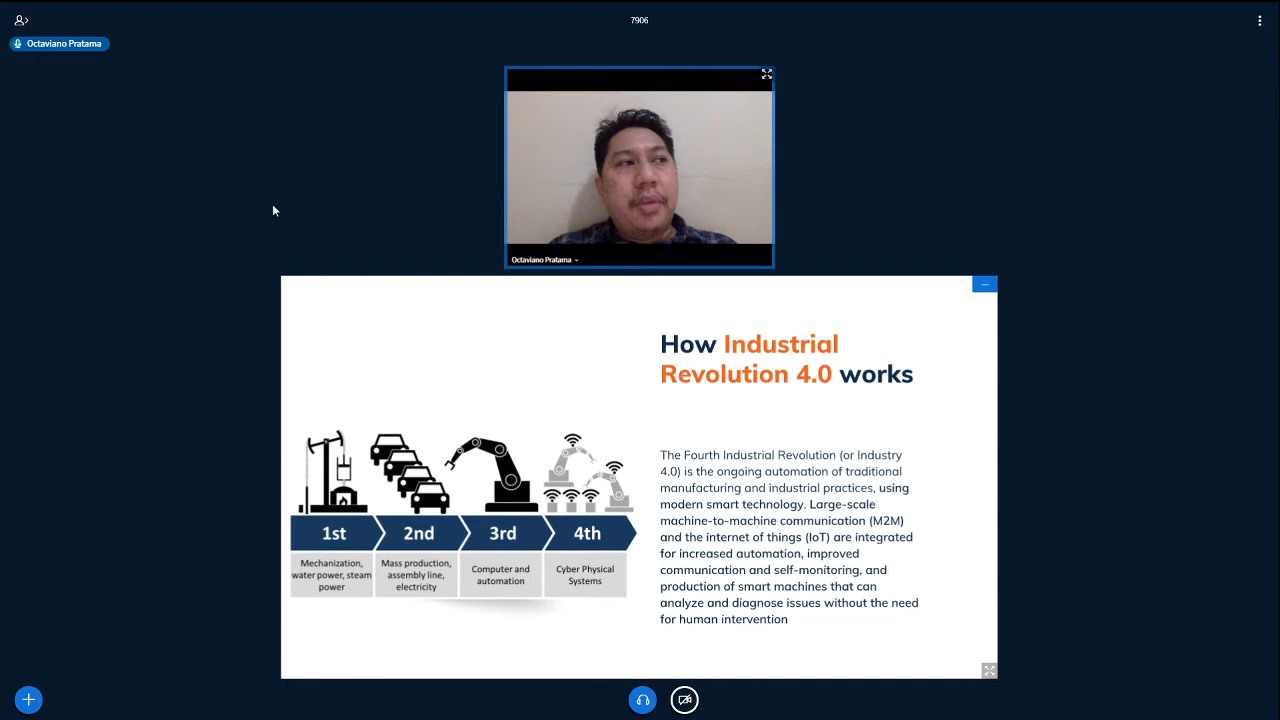 7906
Octaviano Pratama
Octaviano Pratama
How Industrial
Revolution 4.0 works
The Fourth Industrial Revolution (or Industry
4.0) is the ongoing automation of traditional
manufacturing and industrial practices, using
modern smart technology. Large-scale
machine-to-machine communication (M2M)
and the internet of things (IoT) are integrated
for increased automation, improved
communication and self-monitoring, and
production of smart machines that can
analyze and diagnose issues without the need
for human intervention
1st
2nd
3rd
4th
Mechanization,
water power, steam
power
Mass production,
assembly line,
electricity
Computer and
automation
Cyber Physical
Systems